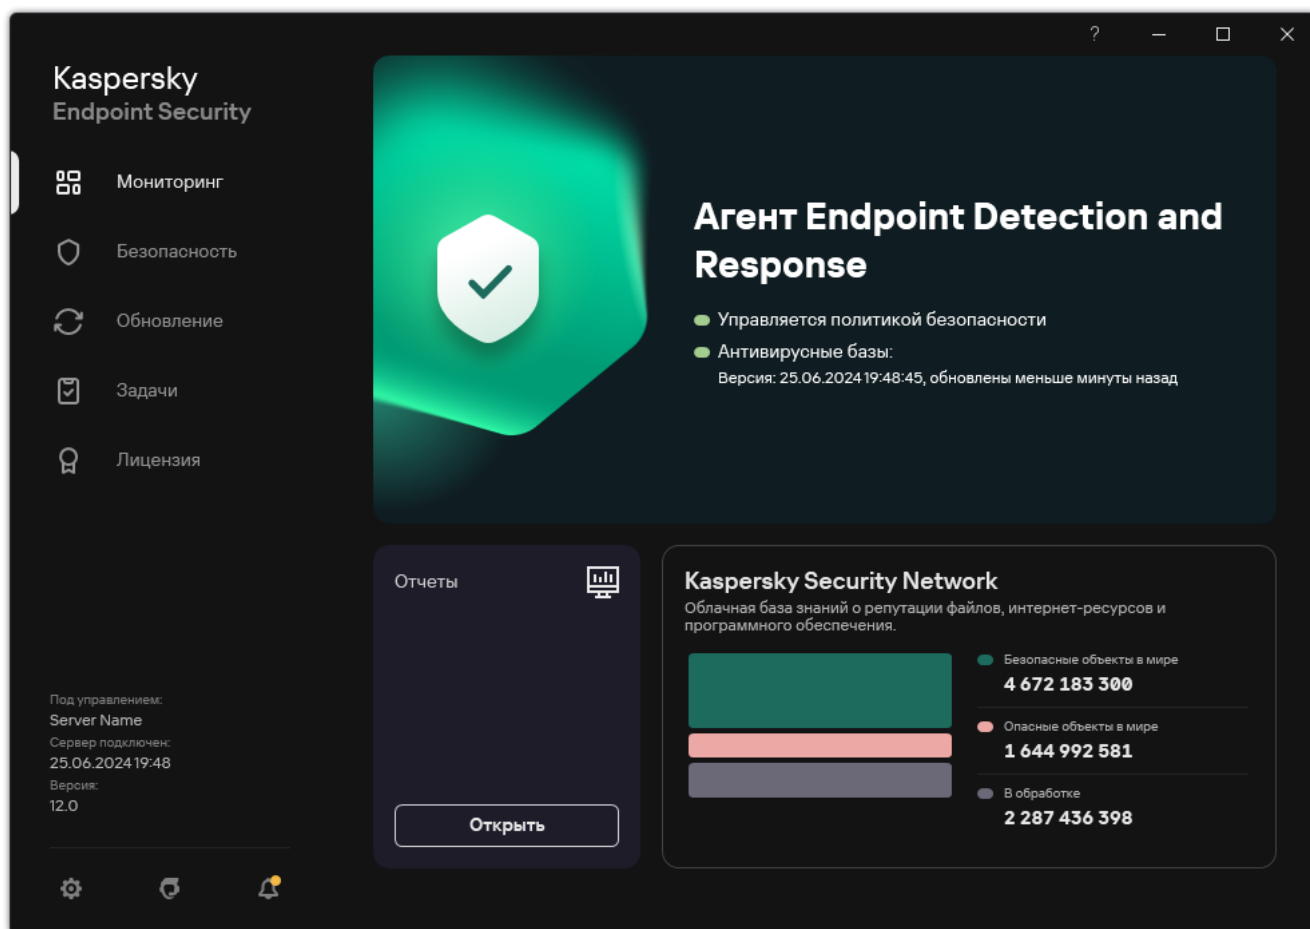 ?
Kaspersky
Endpoint Security
Мониторинг
Безопасность
Обновление
Задачи
Лицензия
Под управлением:
Server Name
Сервер подключен:
25.06.2024 19:48
Версия:
12.0
Агент Endpoint Detection and
Response
Управляется политикой безопасности
Антивирусные базы:
Версия: 25.06.2024 19:48:45, обновлены меньше минуты назад
Отчеты
Открыть
Kaspersky Security Network
Облачная база знаний о репутации файлов, интернет-ресурсов и
программного обеспечения.
Безопасные объекты в мире
4 672 183 300
Опасные объекты в мире
1 644 992 581
В обработке
2 287 436 398